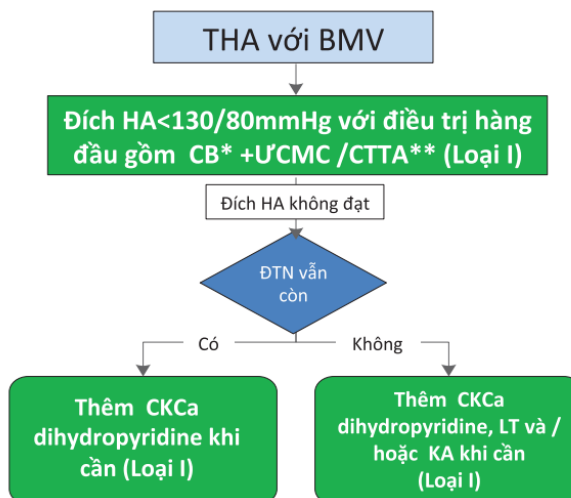 THA với BMV
Đích HA<130/80mmHg với điều trị hàng
đầu gồm CB* +ƯCMC /CTTA** (Loại I)
Đích HA không đạt
ĐTN vẫn
còn
Có
Không
Thêm CKCa
dihydropyridine khi
cần (Loại I)
Thêm CKCa
dihydropyridine, LT và /
hoặc KA khi cần
(Loại I)